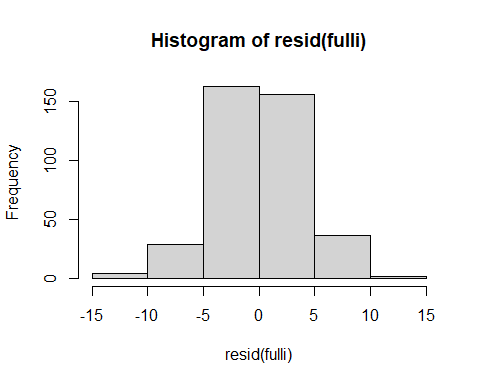 Histogram of resid(fulli)
Frequency
150
100
50
0
-15 -10 -5 0 5 10 15
resid(fulli)